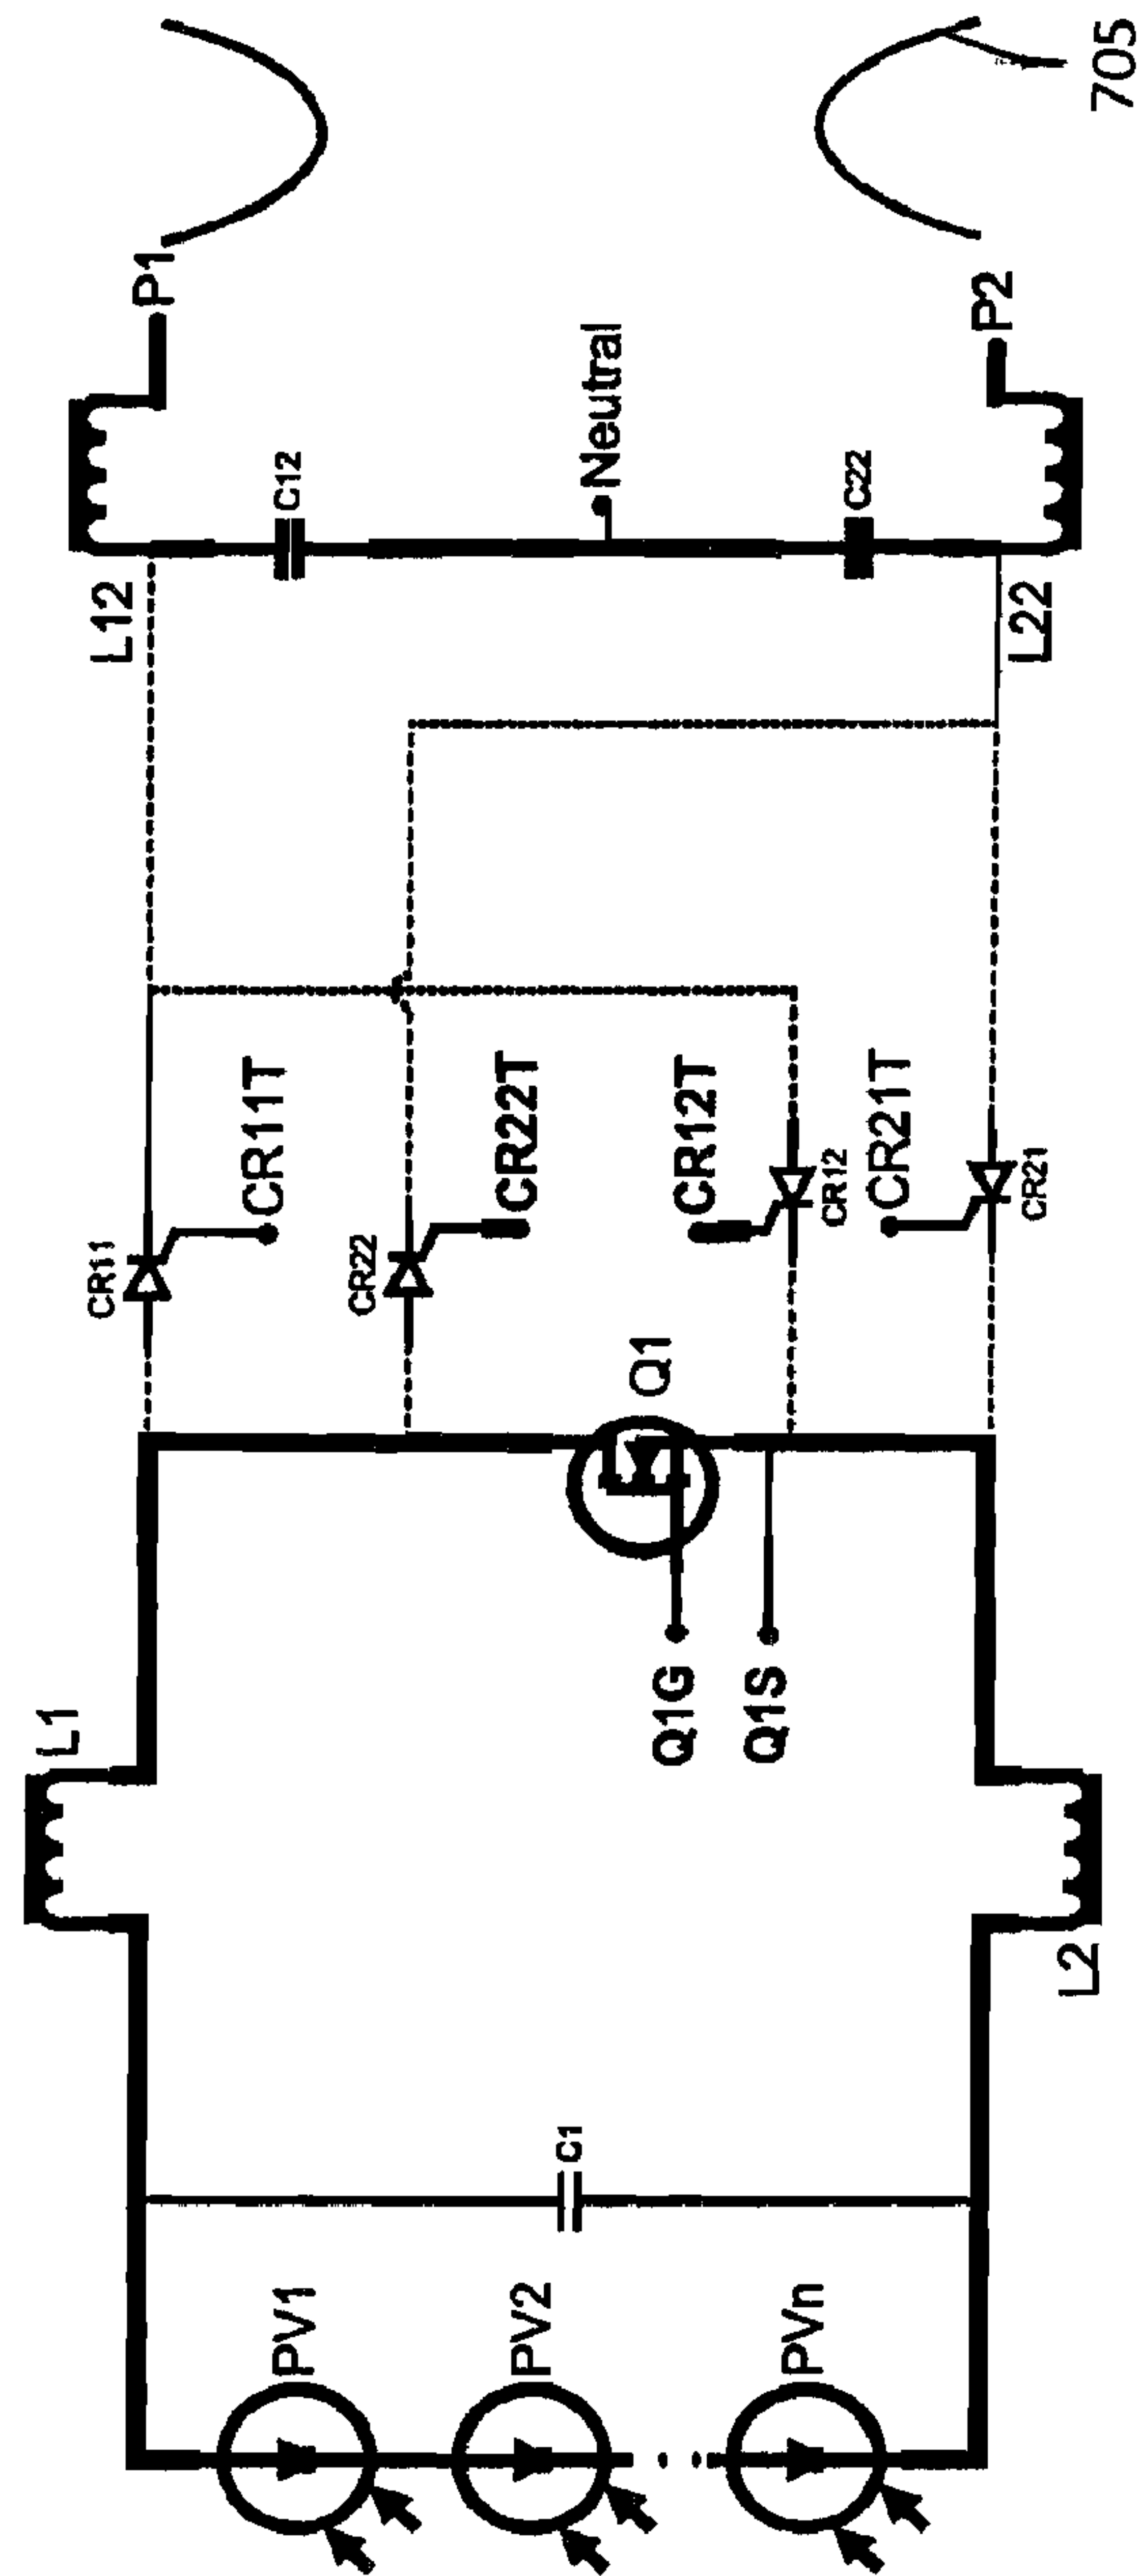 705
P1
P2
C12
Neutral
C22
L12
L22
CR11T
CR22T
CR12T
CR21T
CR11
CR22
CR12
CR21
Q1
L1
Q1G
Q1S
L2
C1
PV1
PV2
PVn